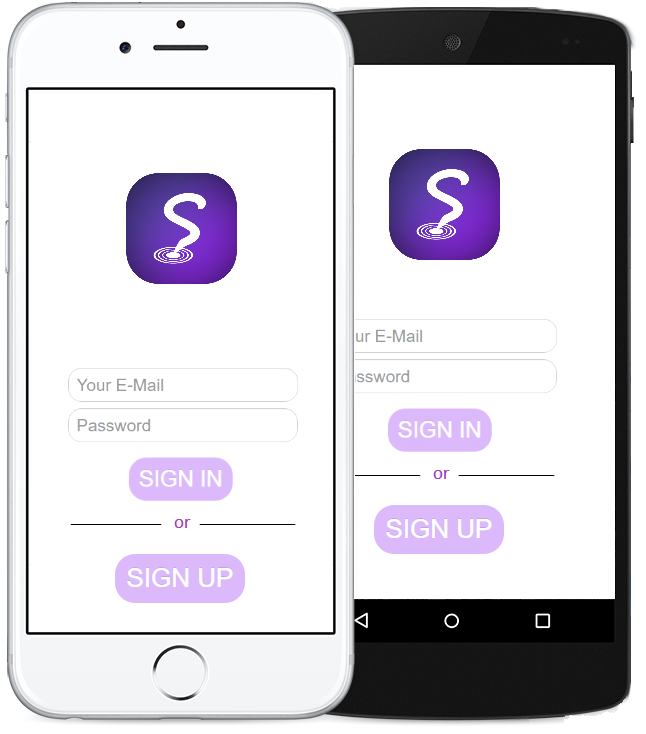 S
Your E-Mail
Password
SIGN IN
or
SIGN UP
S
ur E-Mail
ssword
SIGN IN
or
SIGN UP